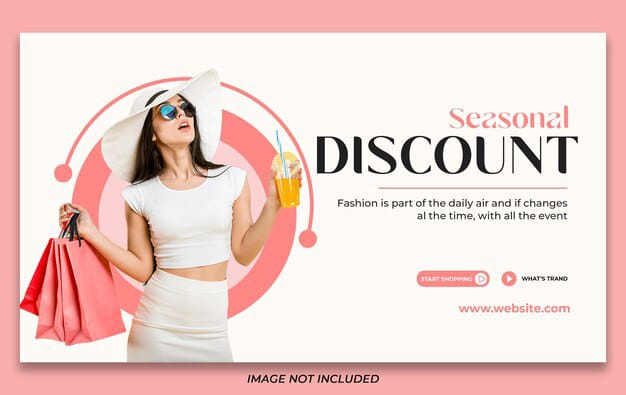 Seasonal
DISCOUNT
Fashion is part of the daily air and if changes
al the time, with all the event
START SHOPPING
WHAT'S TRAND
www.website.com
IMAGE NOT INCLUDED